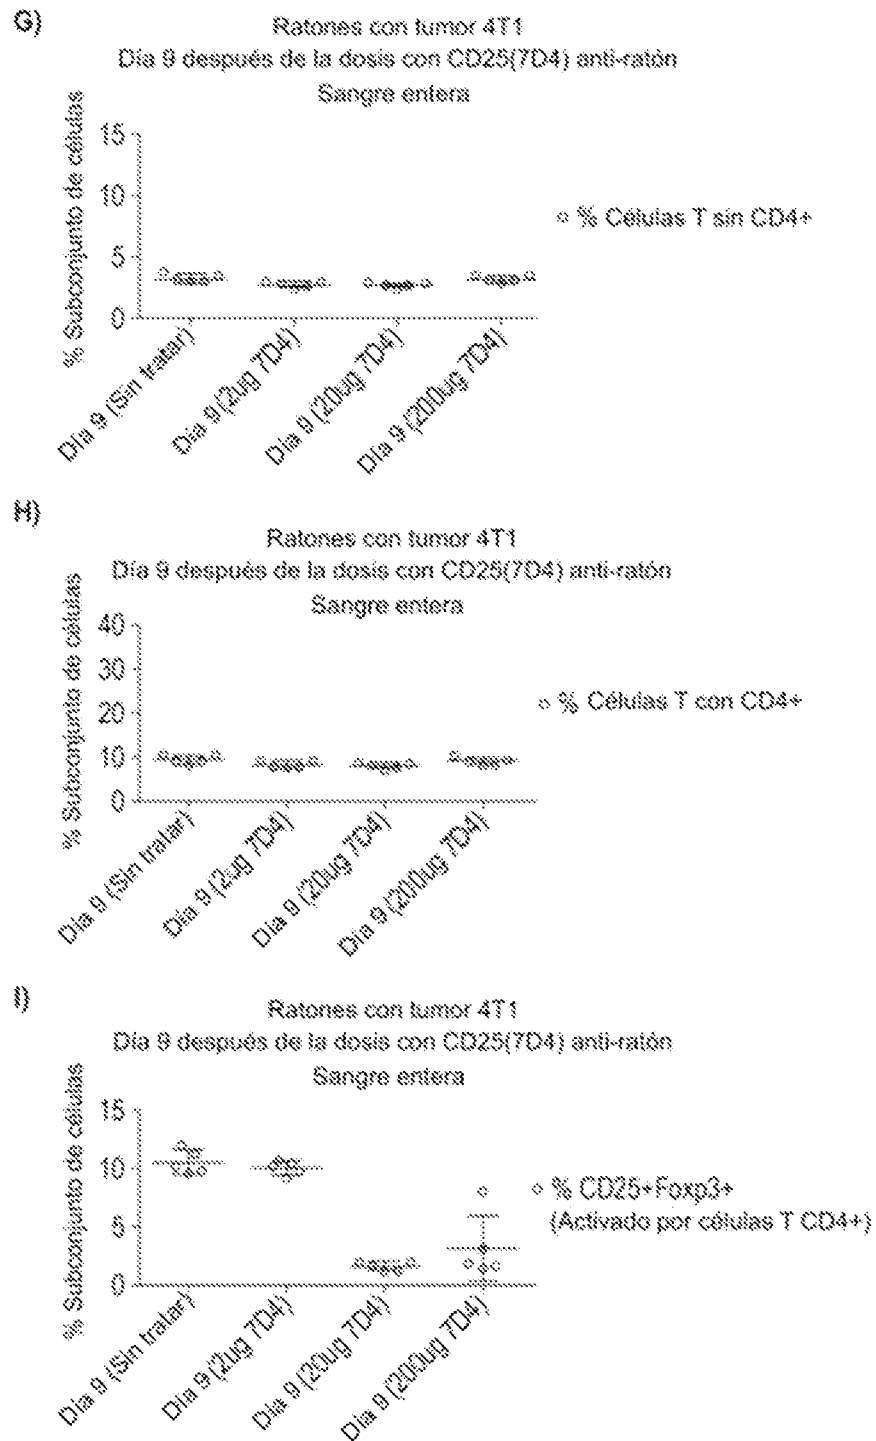 G)
Ratones con tumor 4T1
Día 9 después de la dosis con CD25(7D4) anti-ratón
Sangre entera
% Subconjunto de células
15
10
5
0
% Células T sin CD4+
Día 9 (Sin tratar)
Día 9 (2ug 7D4)
Día 9 (20ug 7D4)
Día 9 (200ug 7D4)
H)
Ratones con tumor 4T1
Día 9 después de la dosis con CD25(7D4) anti-ratón
Sangre entera
% Subconjunto de células
40
30
20
10
0
% Células T con CD4+
Día 9 (Sin tratar)
Día 9 (2ug 7D4)
Día 9 (20ug 7D4)
Día 9 (200ug 7D4)
I)
Ratones con tumor 4T1
Día 9 después de la dosis con CD25(7D4) anti-ratón
Sangre entera
% Subconjunto de células
15
10
5
0
% CD25+Foxp3+
(Activado por células T CD4+)
Día 9 (Sin tratar)
Día 9 (2ug 7D4)
Día 9 (20ug 7D4)
Día 9 (200ug 7D4)